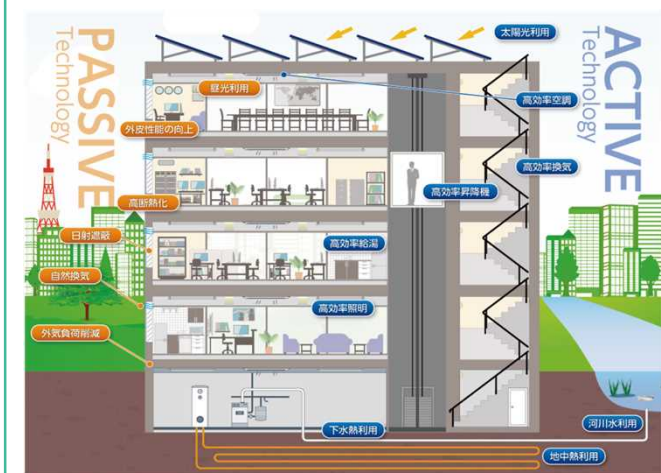 PASSIVE
Technology
ACTIVE
Technology
太陽光利用
昼光利用
高効率空調
外皮性能の向上
高効率換気
高効率昇降機
高断熱化
日射遮蔽
高効率給湯
自然換気
高効率照明
外気負荷削減
下水熱利用
河川水利用
地中熱利用